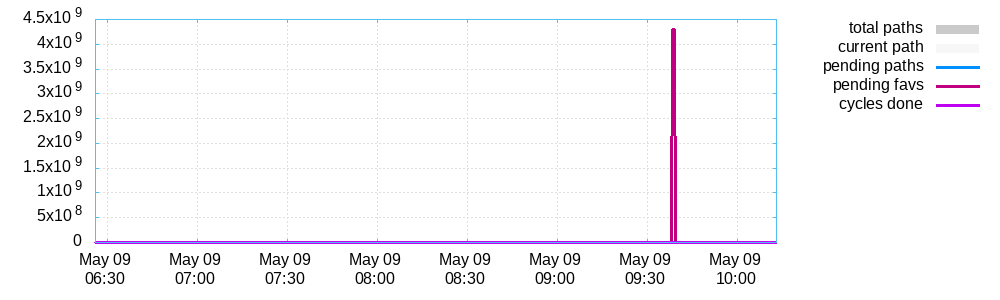 4.5x10 9
4x10 9
3.5x10 9
3x10 9
2.5x10 9
2x10 9
1.5x10 9
1x10 9
5x10 8
0
May 09 May 09 May 09 May 09 May 09 May 09 May 09 May 09
06:30 07:00 07:30 08:00 08:30 09:00 09:30 10:00
total paths
current path
pending paths
pending favs
cycles done